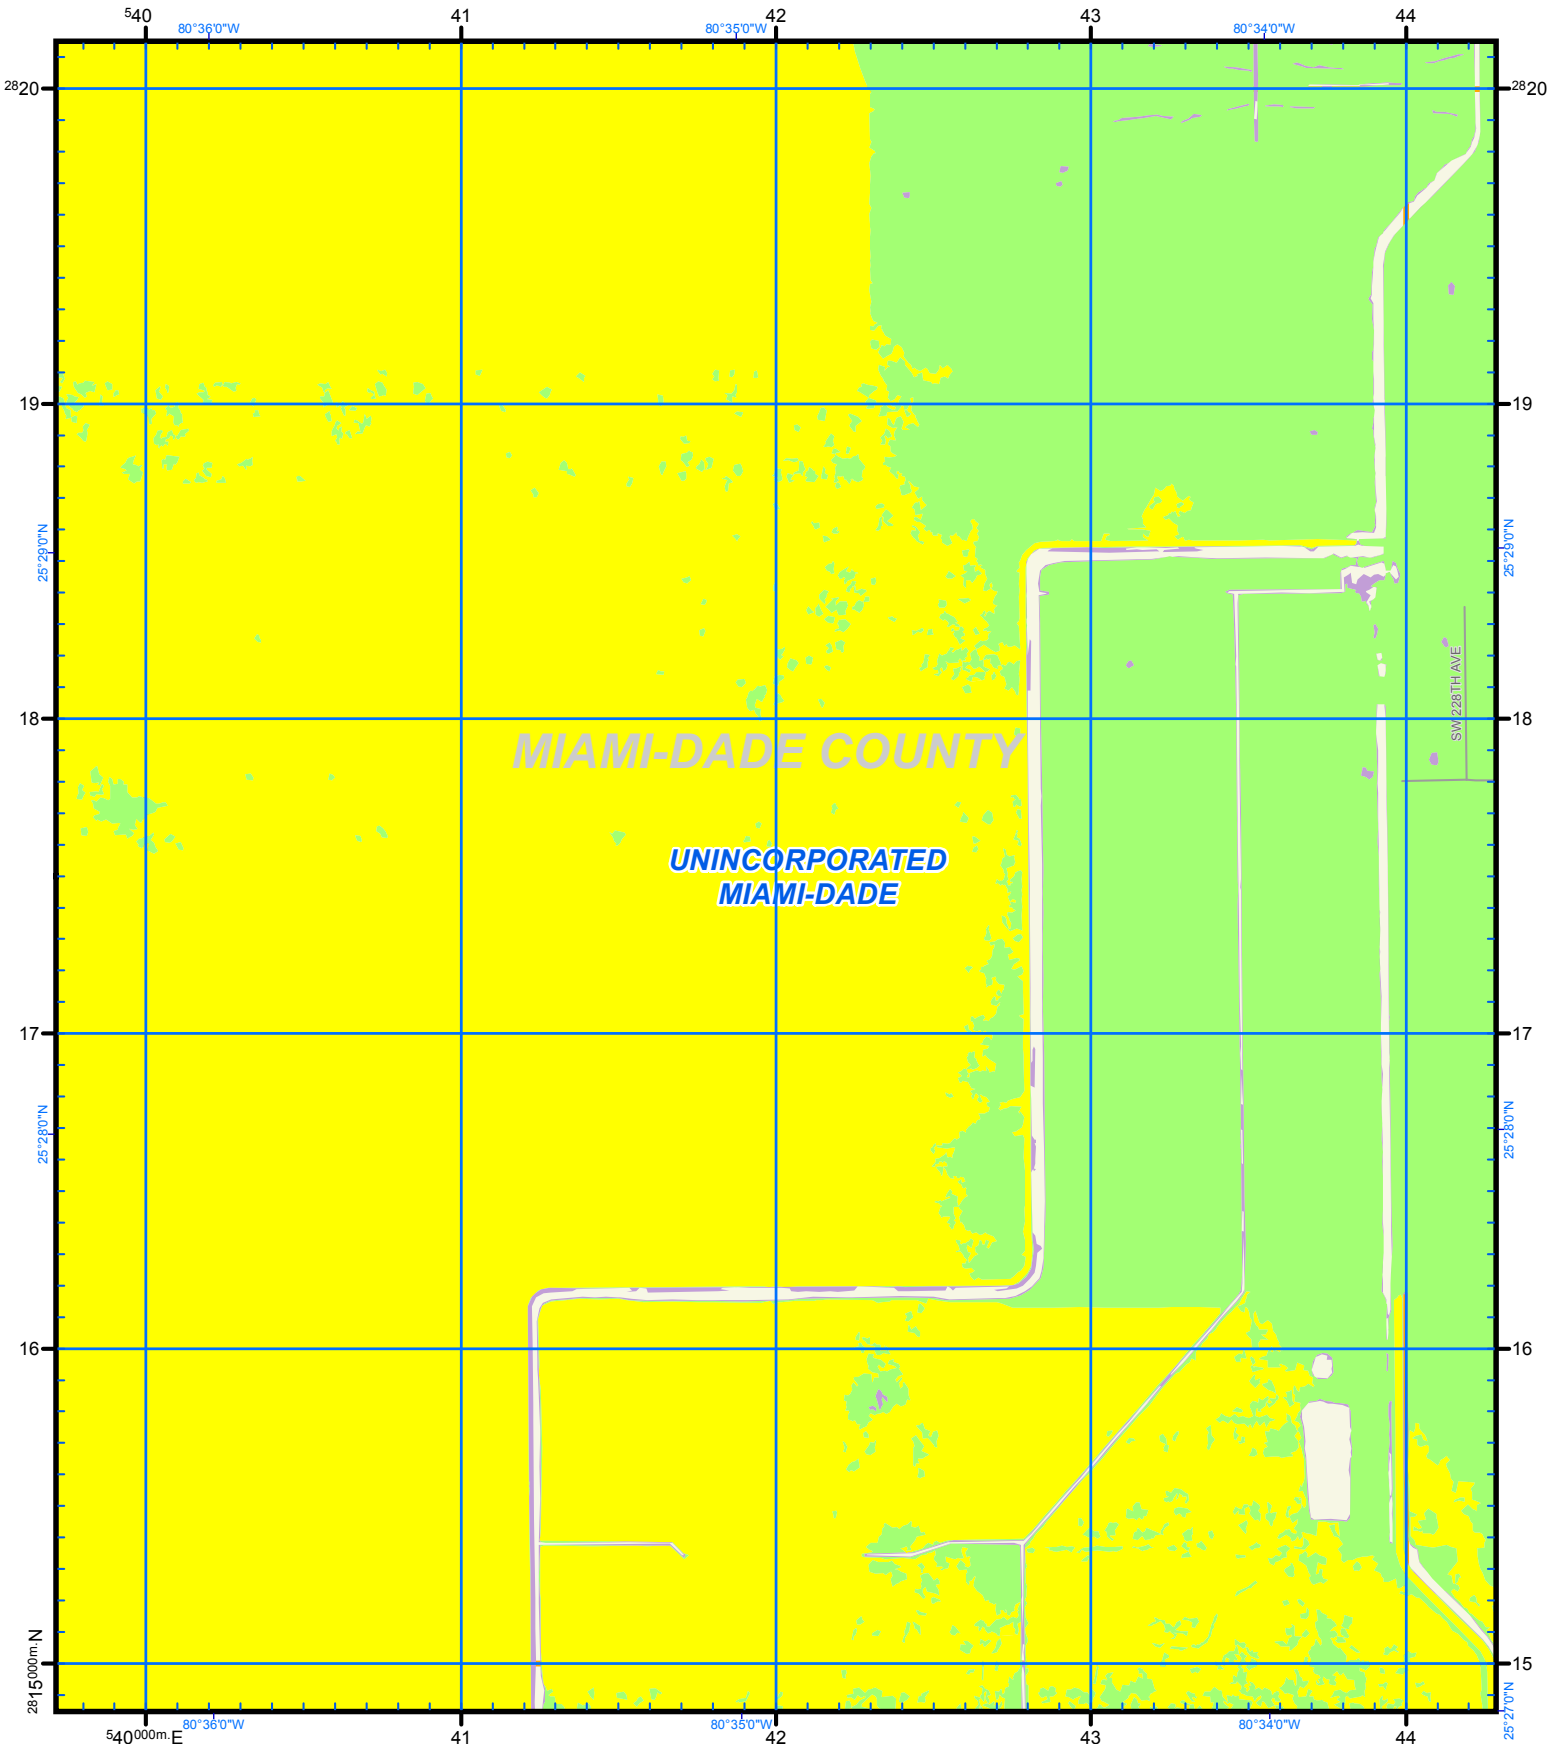 ⁵40 41 42 43 44
80°36'0"W 80°35'0"W 80°34'0"W
²⁸20 ²⁸20
19 19
25°29'0"N 25°29'0"N
SW 228TH AVE
18 18
MIAMI-DADE COUNTY
UNINCORPORATED
MIAMI-DADE
17 17
25°28'0"N 25°28'0"N
16 16
²⁸15⁰⁰⁰ᵐ·N 15
25°27'0"N
80°36'0"W 80°35'0"W 80°34'0"W
⁵40⁰⁰⁰ᵐ·E 41 42 43 44